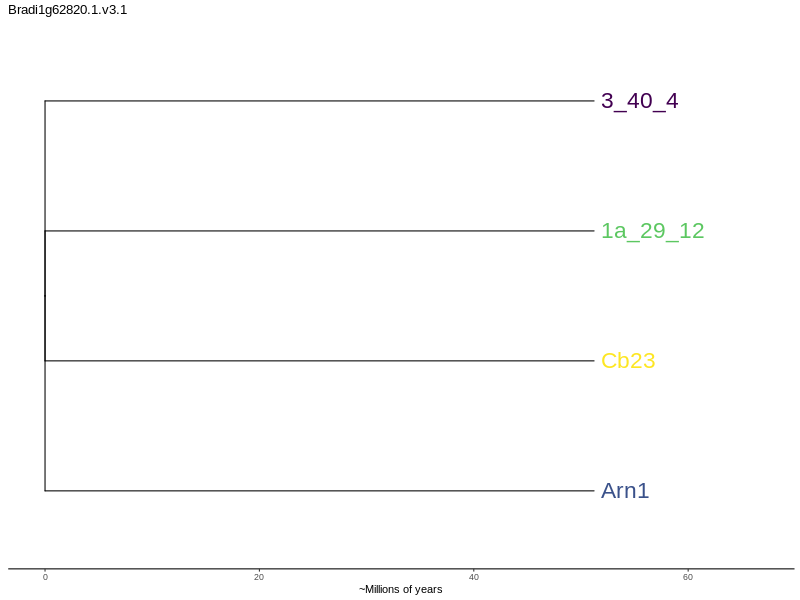 Bradi1g62820.1.v3.1
3_40_4
1a_29_12
Cb23
Arn1
0 20 40 60
~Millions of years